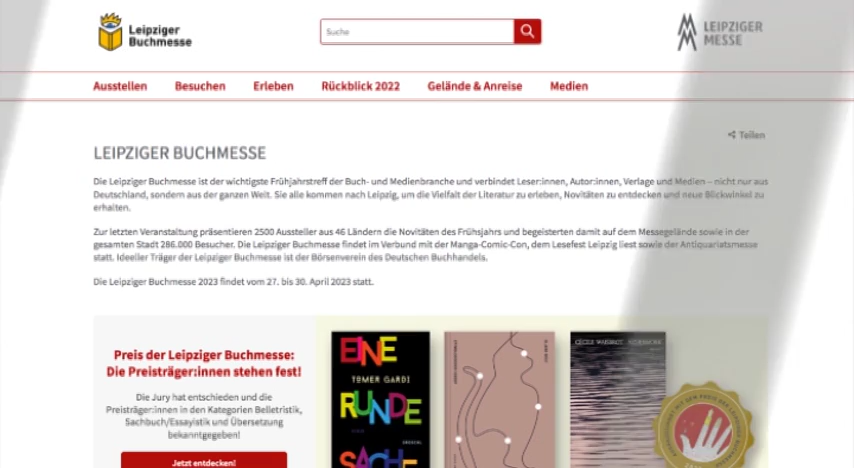 Leipziger
Buchmesse
Suche
LEIPZIGER
MESSE
Ausstellen Besuchen Erleben Rückblick 2022 Gelände & Anreise Medien
Teilen
LEIPZIGER BUCHMESSE
Die Leipziger Buchmesse ist der wichtigste Frühjahrstreff der Buch- und Medienbranche und verbindet Leser:innen, Autor:innen, Verlage und Medien – nicht nur aus
Deutschland, sondern aus der ganzen Welt. Sie alle kommen nach Leipzig, um die Vielfalt der Literatur zu erleben, Novitäten zu entdecken und neue Blickwinkel zu
erhalten.
Zur letzten Veranstaltung präsentieren 2500 Aussteller aus 46 Ländern die Novitäten des Frühsjahrs und begeisterten damit auf dem Messegelände sowie in der
gesamten Stadt 286.000 Besucher. Die Leipziger Buchmesse findet im Verbund mit der Manga-Comic-Con, dem Lesefest Leipzig liest sowie der Antiquariatsmesse
statt. Ideeller Träger der Leipziger Buchmesse ist der Börsenverein des Deutschen Buchhandels.
Die Leipziger Buchmesse 2023 findet vom 27. bis 30. April 2023 statt.
Preis der Leipziger Buchmesse:
Die Preisträger:innen stehen fest!
Die Jury hat entschieden und die
Preisträger:innen in den Kategorien Belletristik,
Sachbuch/Essayistik und Übersetzung
bekanntgegeben!
Jetzt entdecken!
EINE
TOMER GARDI
RUNDE
SACHE
CÉCILE WAJSBROT